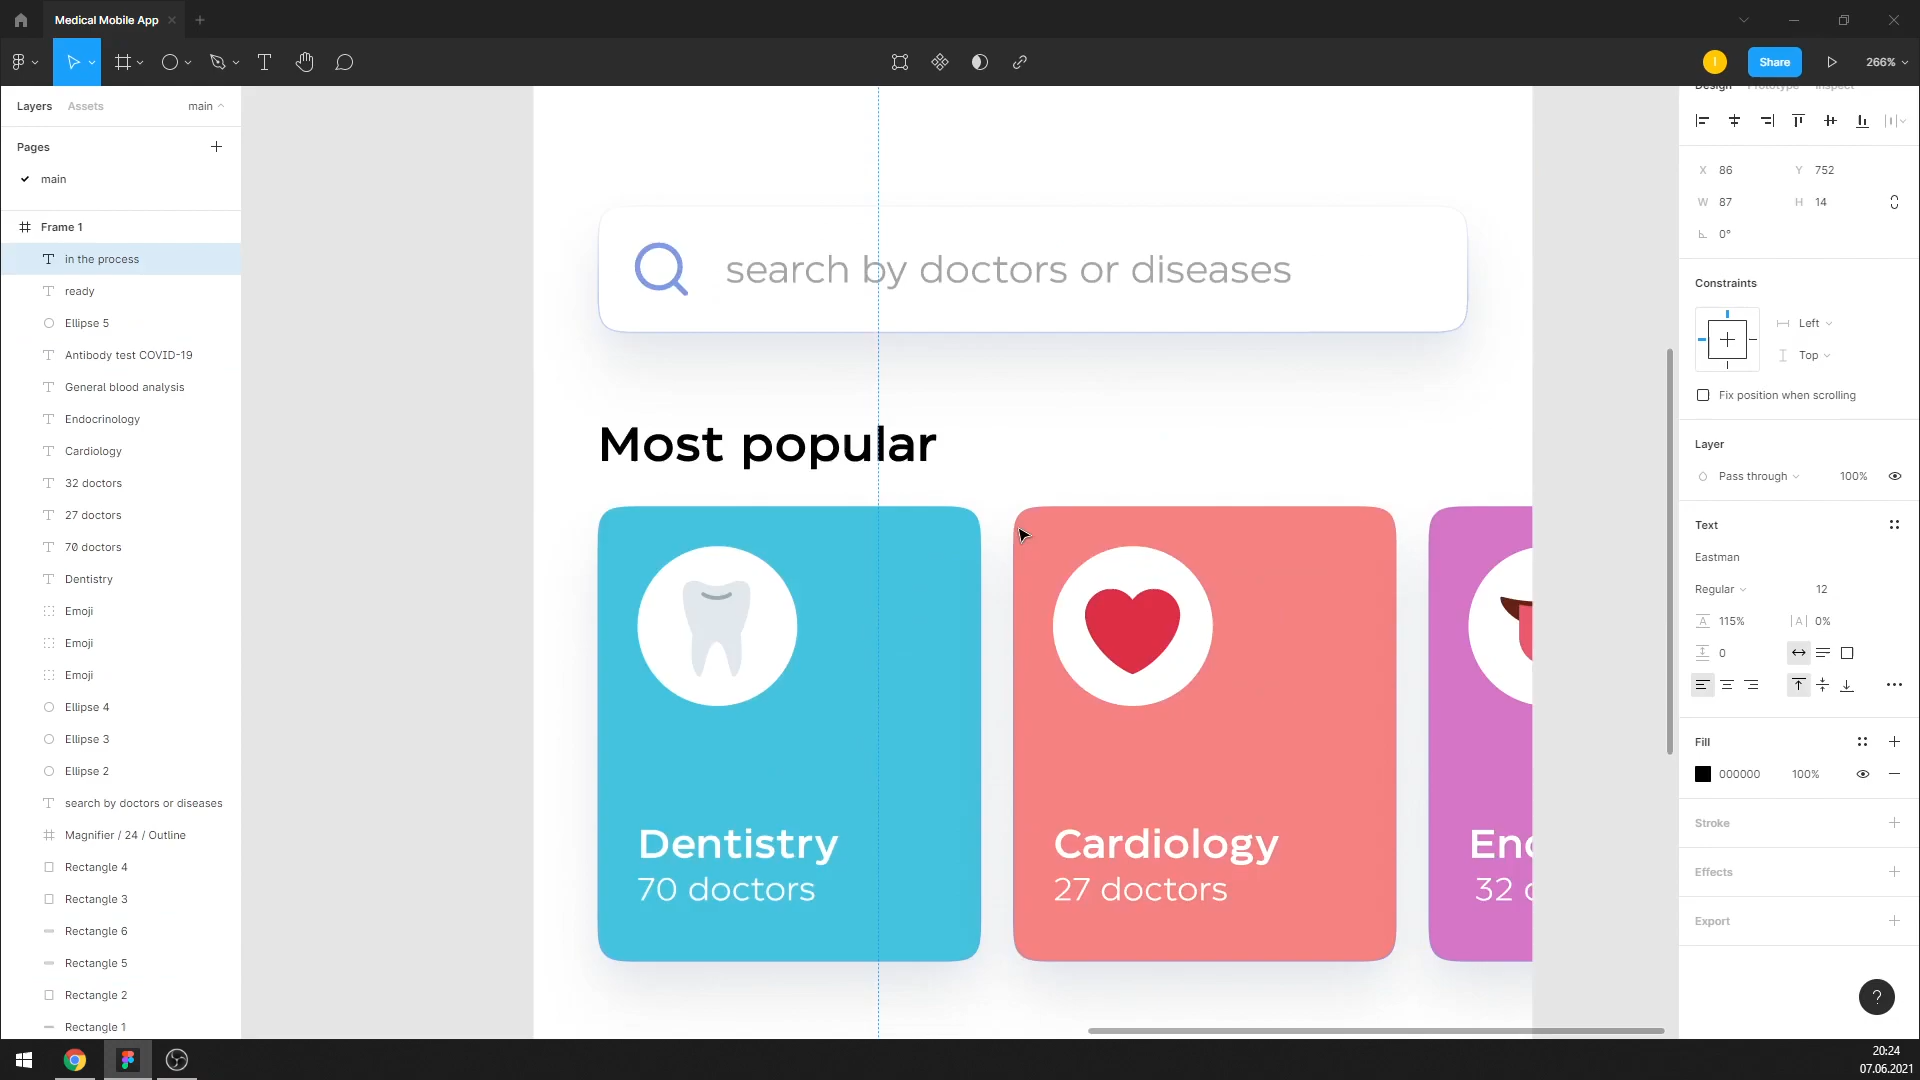 Medical Mobile App
Share
266%
Layers
Assets
main
Design
Prototype
Inspect
Pages
main
Frame 1
in the process
ready
Ellipse 5
Antibody test COVID-19
General blood analysis
Endocrinology
Cardiology
32 doctors
27 doctors
70 doctors
Dentistry
Emoji
Emoji
Emoji
Ellipse 4
Ellipse 3
Ellipse 2
search by doctors or diseases
Magnifier / 24 / Outline
Rectangle 4
Rectangle 3
Rectangle 6
Rectangle 5
Rectangle 2
Rectangle 1
search by doctors or diseases
Most popular
Dentistry
70 doctors
Cardiology
27 doctors
X 86 Y 752
W 87 H 14
0°
Constraints
Left
Top
Fix position when scrolling
Layer
Pass through 100%
Text
Eastman
Regular 12
115% |A| 0%
0
Fill
000000 100%
Stroke
Effects
Export
?
20:24
07.06.2021